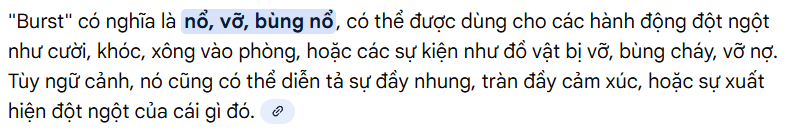 "Burst" có nghĩa là nổ, vỡ, bùng nổ, có thể được dùng cho các hành động đột ngột
như cười, khóc, xông vào phòng, hoặc các sự kiện như đồ vật bị vỡ, bùng cháy, vỡ nợ.
Tùy ngữ cảnh, nó cũng có thể diễn tả sự đầy nhung, tràn đầy cảm xúc, hoặc sự xuất
hiện đột ngột của cái gì đó.